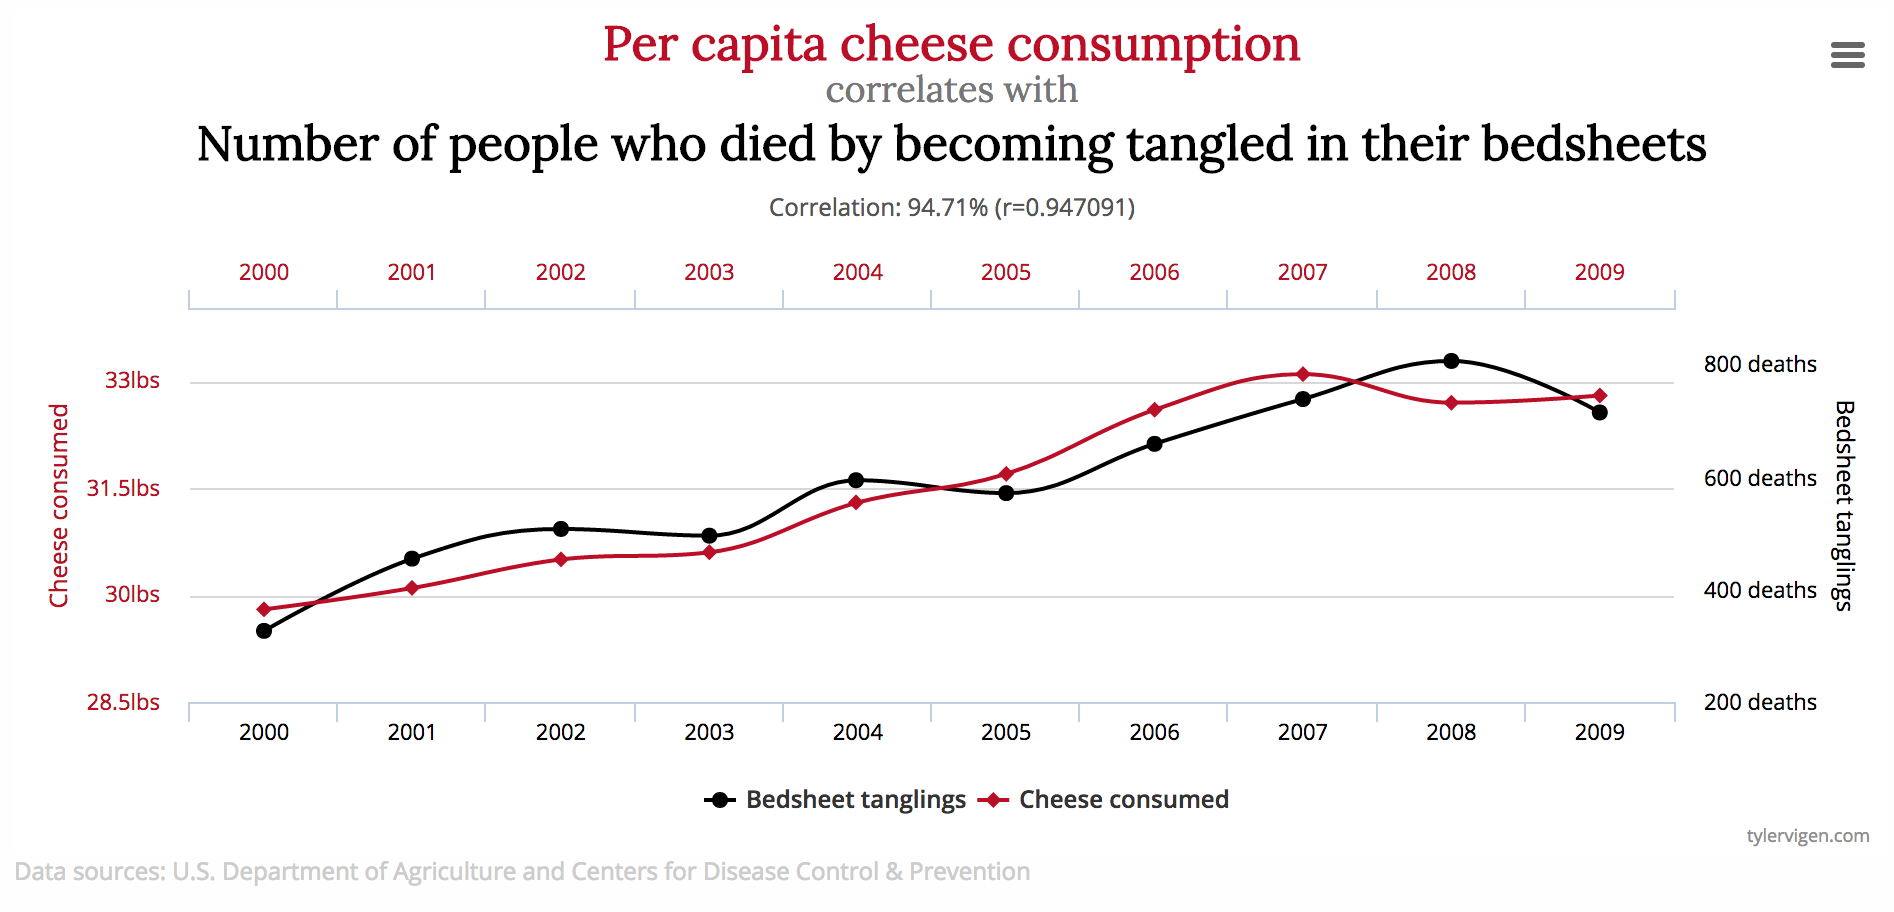 Per capita cheese consumption
correlates with
Number of people who died by becoming tangled in their bedsheets
Correlation: 94.71% (r=0.947091)
2000 2001 2002 2003 2004 2005 2006 2007 2008 2009
Cheese consumed
33lbs
31.5lbs
30lbs
28.5lbs
800 deaths
600 deaths
400 deaths
200 deaths
Bedsheet tanglings
2000 2001 2002 2003 2004 2005 2006 2007 2008 2009
Bedsheet tanglings Cheese consumed
tylervigen.com
Data sources: U.S. Department of Agriculture and Centers for Disease Control & Prevention